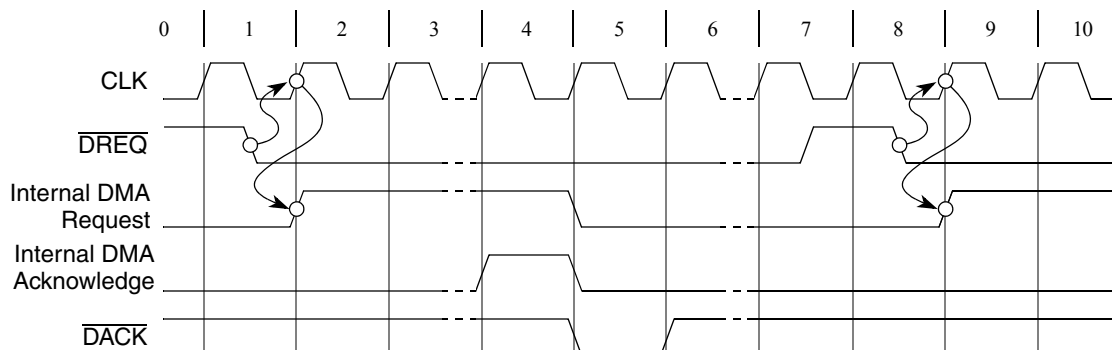 0 1 2 3 4 5 6 7 8 9 10
CLK
DREQ
Internal DMA
Request
Internal DMA
Acknowledge
DACK